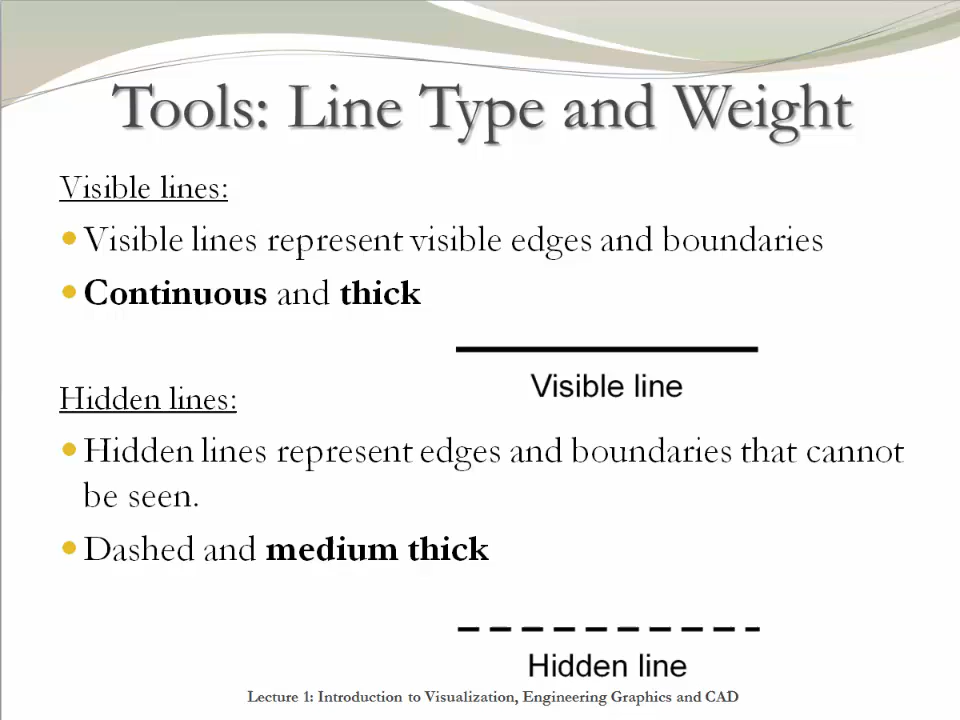 Tools: Line Type and Weight
Visible lines:
Visible lines represent visible edges and boundaries
Continuous and thick
Visible line
Hidden lines:
Hidden lines represent edges and boundaries that cannot
be seen.
Dashed and medium thick
Hidden line
Lecture 1: Introduction to Visualization, Engineering Graphics and CAD